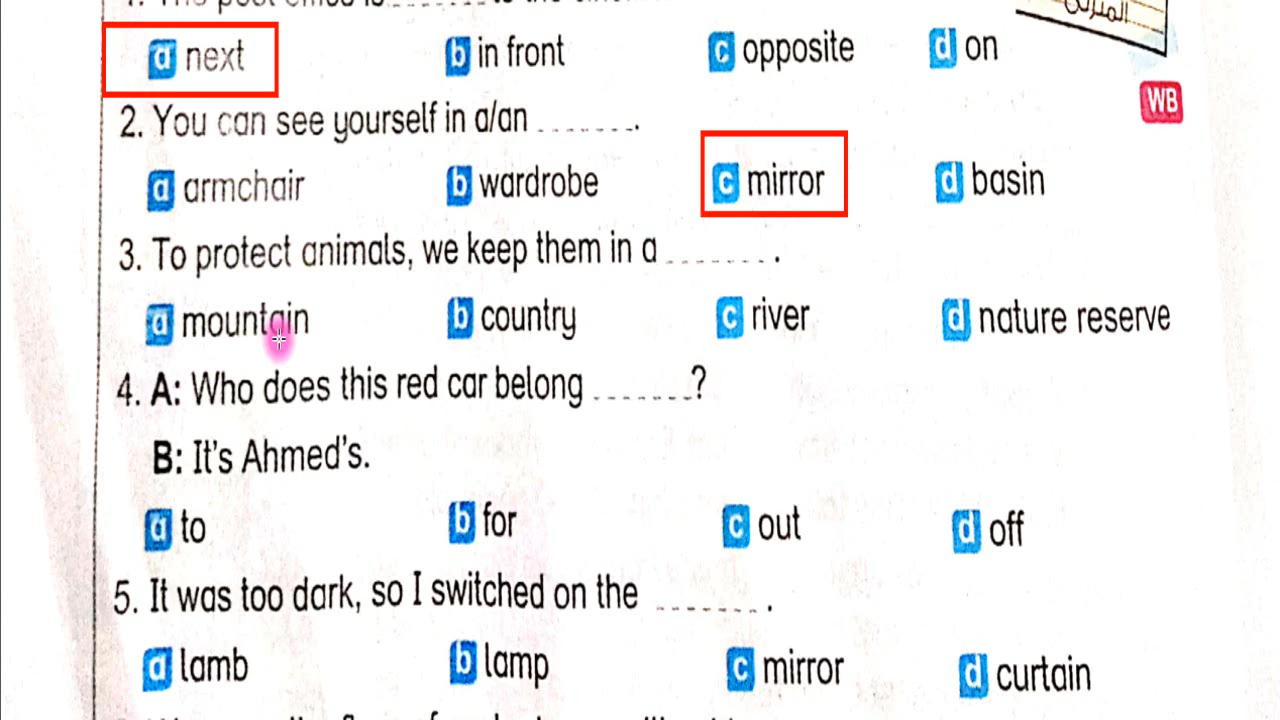 المنزلى
a next b in front c opposite d on
WB
2. You can see yourself in a/an _ _ _ _ _ _ _.
a armchair b wardrobe c mirror d basin
3. To protect animals, we keep them in a _ _ _ _ _ _ _ .
a mountain b country c river d nature reserve
4. A: Who does this red car belong _ _ _ _ _ _ _?
B: It's Ahmed's.
a to b for c out d off
5. It was too dark, so I switched on the _ _ _ _ _ _ _ .
a lamb b lamp c mirror d curtain